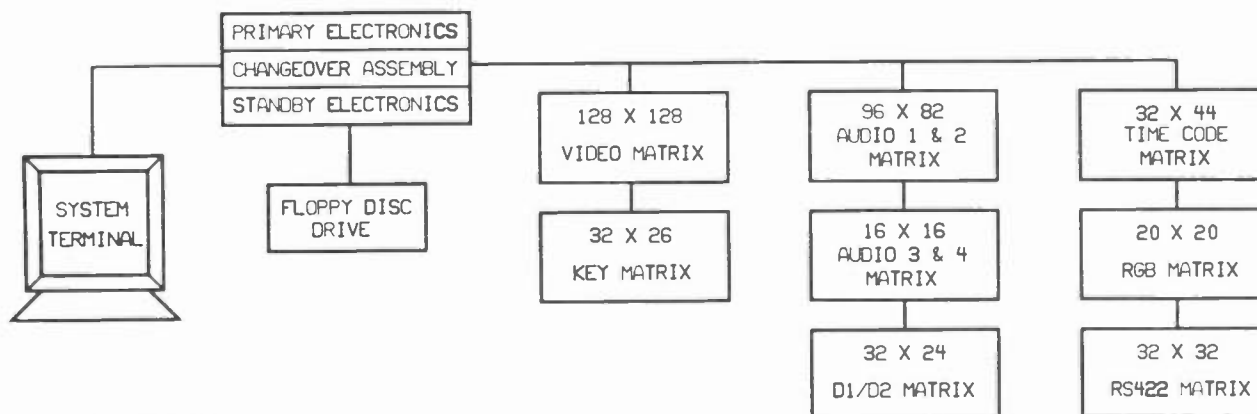 PRIMARY ELECTRONICS
CHANGEOVER ASSEMBLY
STANDBY ELECTRONICS
SYSTEM
TERMINAL
FLOPPY DISC
DRIVE
128 X 128
VIDEO MATRIX
32 X 26
KEY MATRIX
96 X 82
AUDIO 1 & 2
MATRIX
16 X 16
AUDIO 3 & 4
MATRIX
32 X 24
D1/D2 MATRIX
32 X 44
TIME CODE
MATRIX
20 X 20
RGB MATRIX
32 X 32
RS422 MATRIX